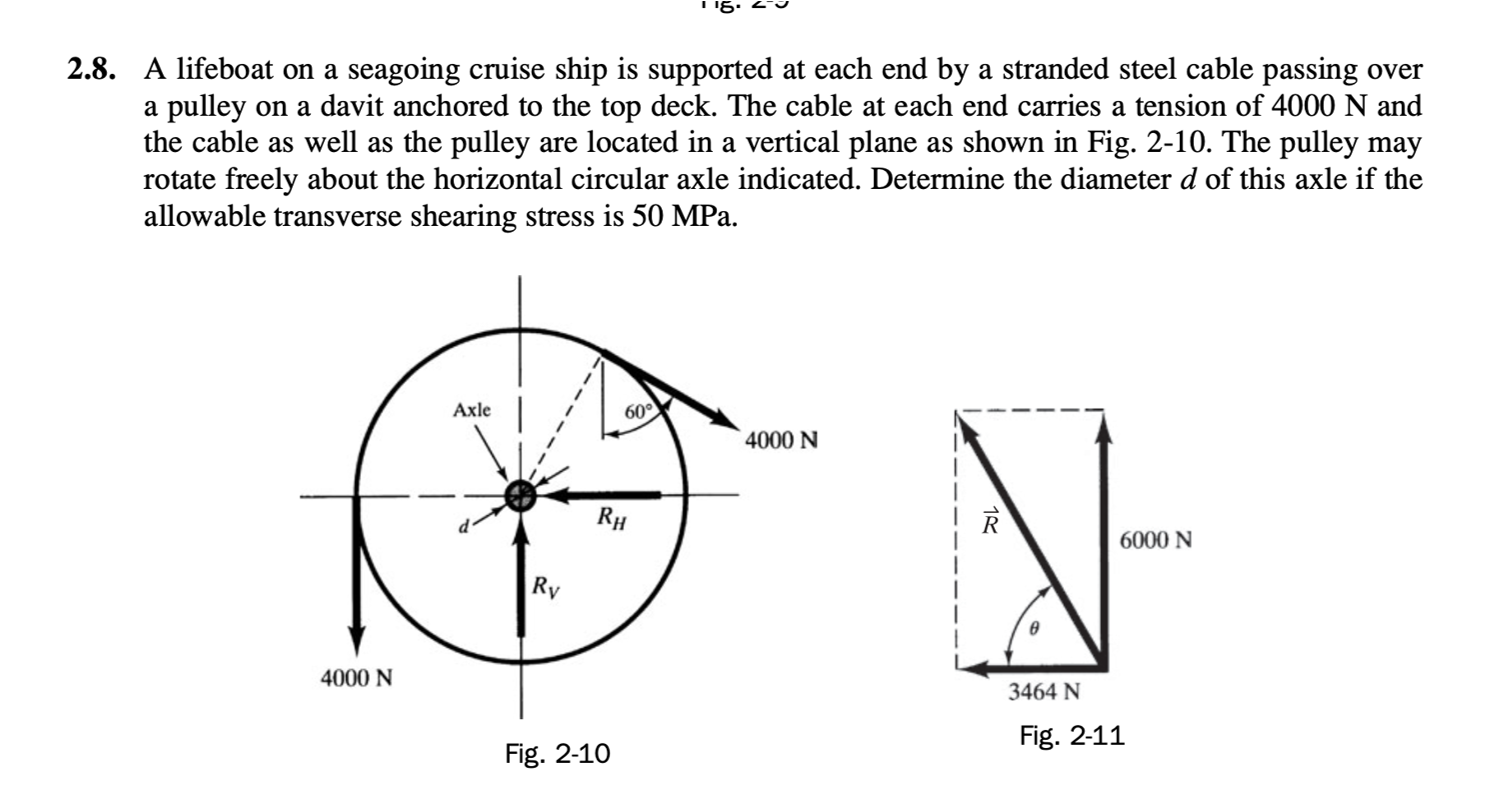 Fig. 2-9
2.8. A lifeboat on a seagoing cruise ship is supported at each end by a stranded steel cable passing over
a pulley on a davit anchored to the top deck. The cable at each end carries a tension of 4000 N and
the cable as well as the pulley are located in a vertical plane as shown in Fig. 2-10. The pulley may
rotate freely about the horizontal circular axle indicated. Determine the diameter d of this axle if the
allowable transverse shearing stress is 50 MPa.
Axle
60°
4000 N
d
R_H
R_V
4000 N
Fig. 2-10
R⃗
6000 N
θ
3464 N
Fig. 2-11